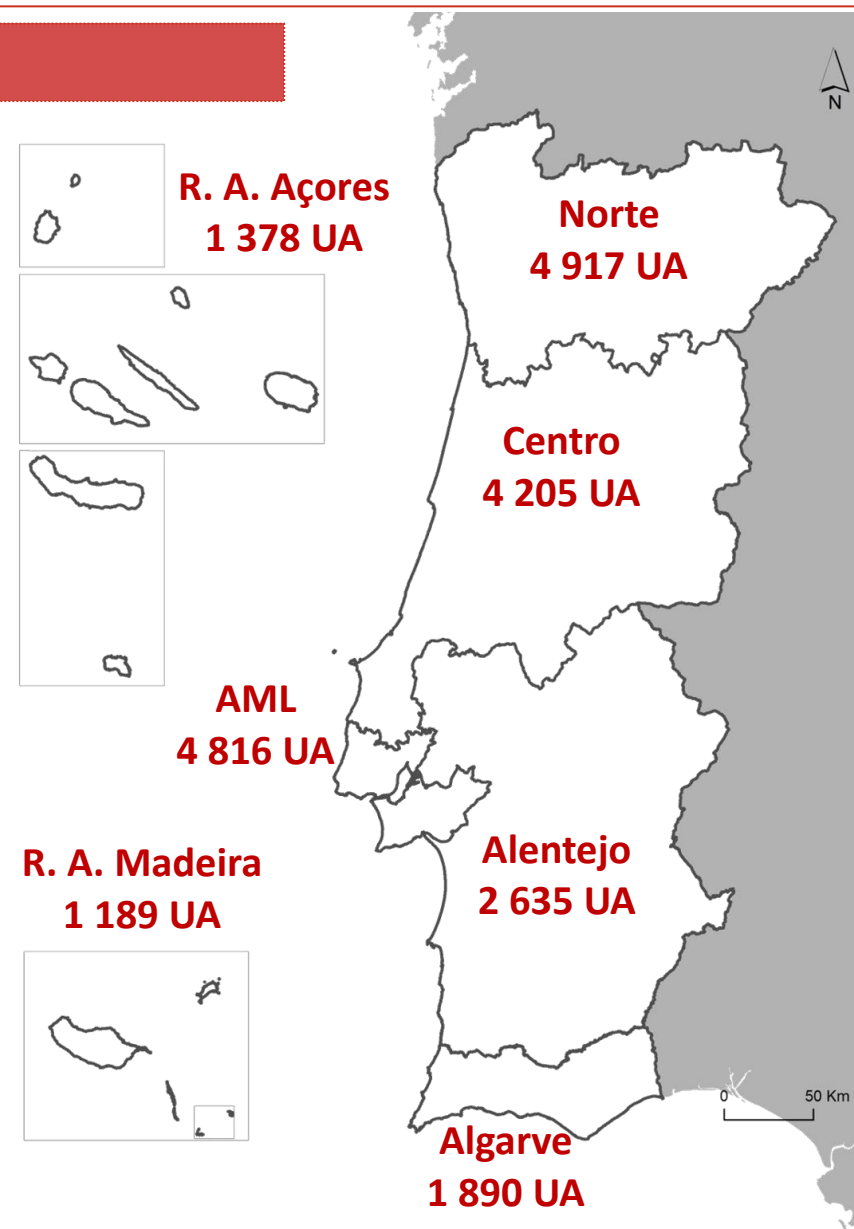 N
R. A. Açores
1 378 UA
Norte
4 917 UA
Centro
4 205 UA
AML
4 816 UA
Alentejo
2 635 UA
R. A. Madeira
1 189 UA
0 50 Km
Algarve
1 890 UA